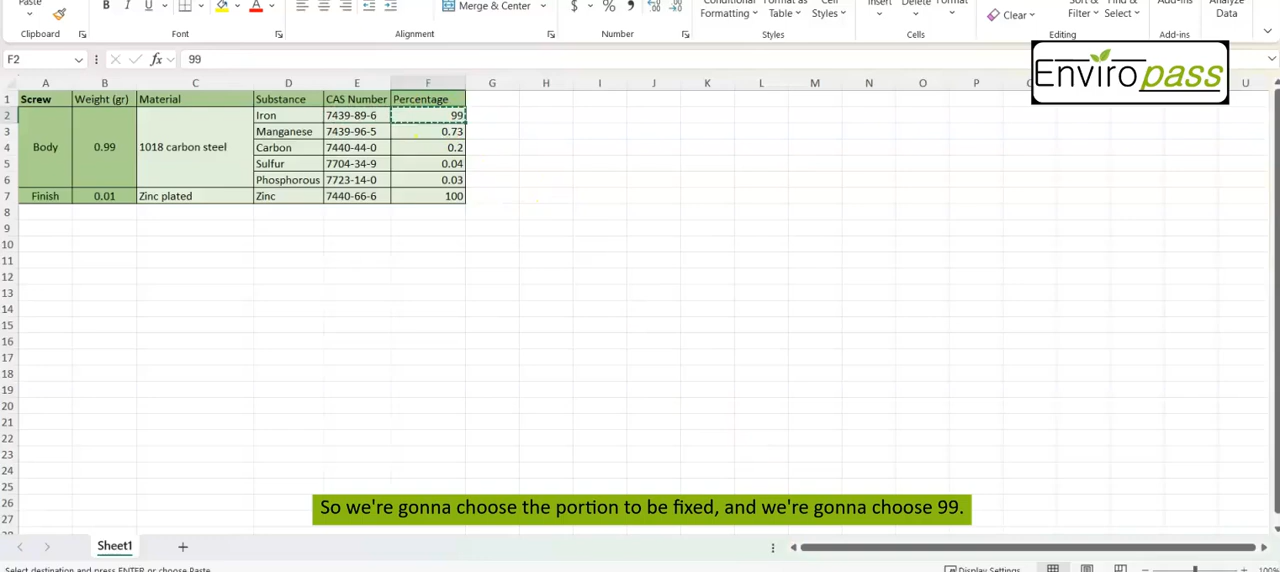 Paste
B I U
A
Merge & Center
$ % 9
Conditional Formatting
Format as Table
Cell Styles
Insert
Delete
Format
Clear
Sort & Filter
Find & Select
Add-ins
Analyze Data
Clipboard
Font
Alignment
Number
Styles
Cells
Editing
Add-ins
Enviropass
F2
fx
99
A B C D E F G H I J K L M N O P U
1 Screw Weight (gr) Material Substance CAS Number Percentage
2 Iron 7439-89-6 99
3 Manganese 7439-96-5 0.73
4 Body 0.99 1018 carbon steel Carbon 7440-44-0 0.2
5 Sulfur 7704-34-9 0.04
6 Phosphorous 7723-14-0 0.03
7 Finish 0.01 Zinc plated Zinc 7440-66-6 100
8
9
10
11
12
13
14
15
16
17
18
19
20
21
22
23
24
25
26
27
So we're gonna choose the portion to be fixed, and we're gonna choose 99.
Sheet1
Select destination and press ENTER or choose Paste
Display Settings
100%